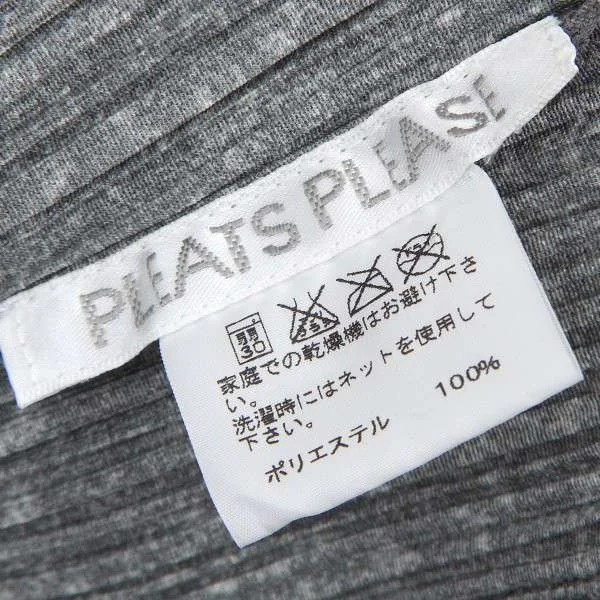 PLEATS PLEASE
弱
30
家庭での乾燥機はお避け下さ
い。
洗濯時にはネットを使用して
下さい。
ポリエステル 100%